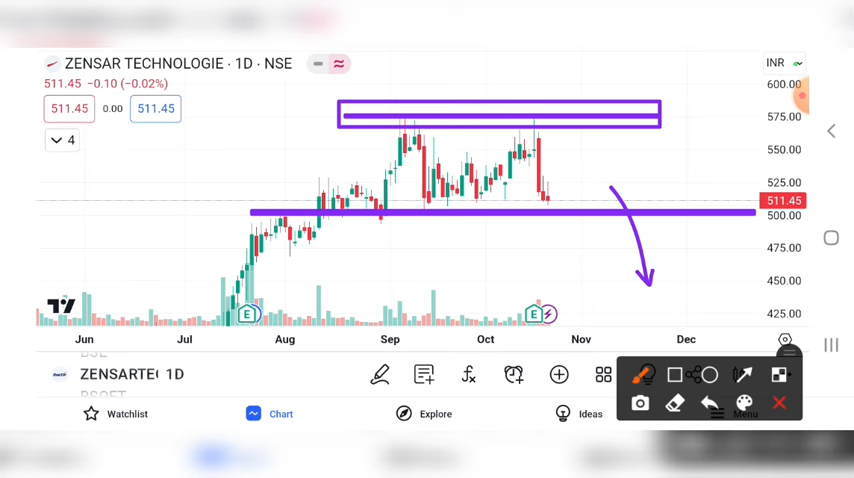 ZENSAR TECHNOLOGIE · 1D · NSE
INR
511.45 −0.10 (−0.02%)
600.00
511.45 0.00 511.45
575.00
4
550.00
525.00
511.45
500.00
475.00
450.00
E E
425.00
Jun Jul Aug Sep Oct Nov Dec
ZENSARTE 1D
Watchlist Chart Explore Ideas Menu